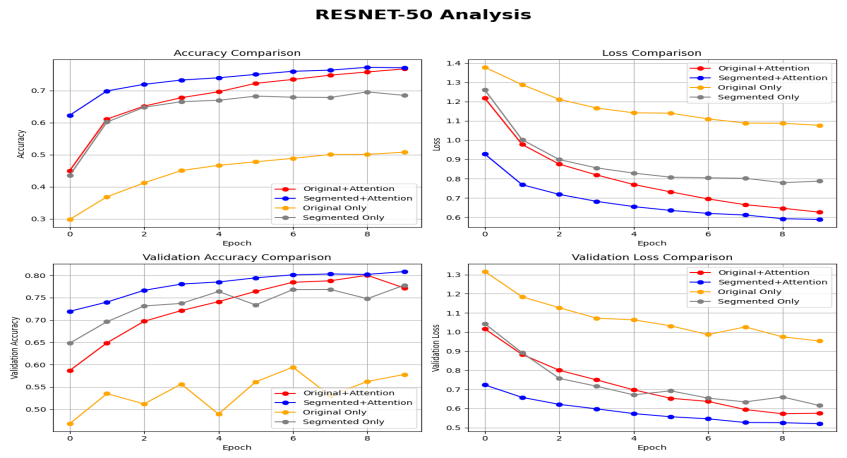 RESNET-50 Analysis
Accuracy Comparison
Accuracy
0.7
0.6
0.5
0.4
0.3
Original+Attention
Segmented+Attention
Original Only
Segmented Only
0 2 4 6 8
Epoch
Loss Comparison
Loss
1.4
1.3
1.2
1.1
1.0
0.9
0.8
0.7
0.6
Original+Attention
Segmented+Attention
Original Only
Segmented Only
0 2 4 6 8
Epoch
Validation Accuracy Comparison
Validation Accuracy
0.80
0.75
0.70
0.65
0.60
0.55
0.50
Original+Attention
Segmented+Attention
Original Only
Segmented Only
0 2 4 6 8
Epoch
Validation Loss Comparison
Validation Loss
1.3
1.2
1.1
1.0
0.9
0.8
0.7
0.6
0.5
Original+Attention
Segmented+Attention
Original Only
Segmented Only
0 2 4 6 8
Epoch